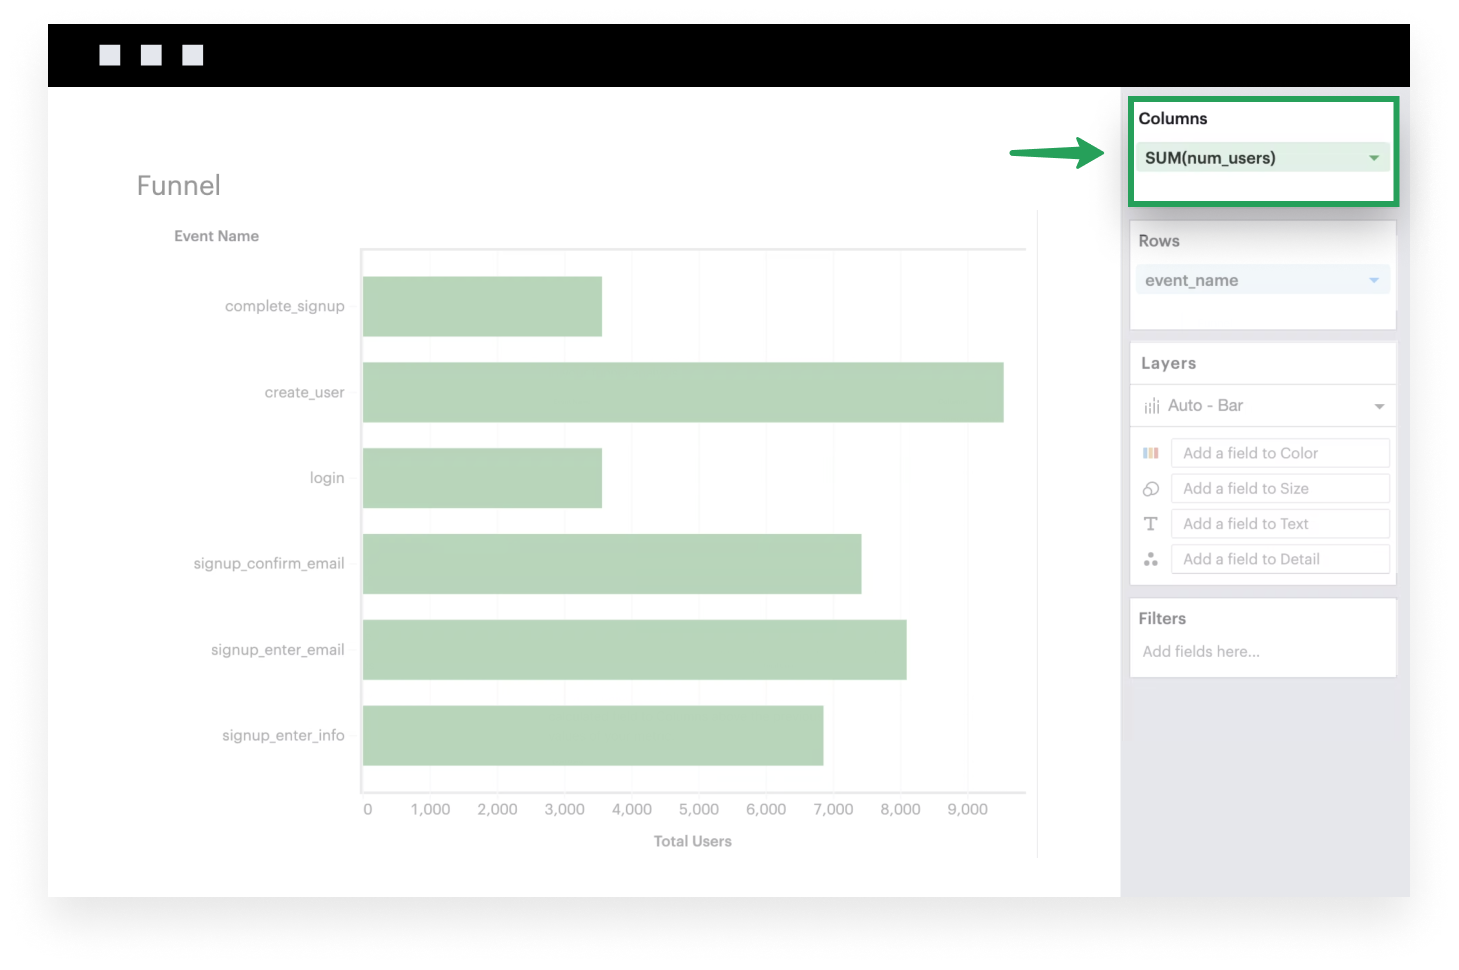 Funnel
Event Name
complete_signup
create_user
login
signup_confirm_email
signup_enter_email
signup_enter_info
0 1,000 2,000 3,000 4,000 5,000 6,000 7,000 8,000 9,000
Total Users
Columns
SUM(num_users)
Rows
event_name
Layers
Auto - Bar
Add a field to Color
Add a field to Size
T Add a field to Text
Add a field to Detail
Filters
Add fields here...